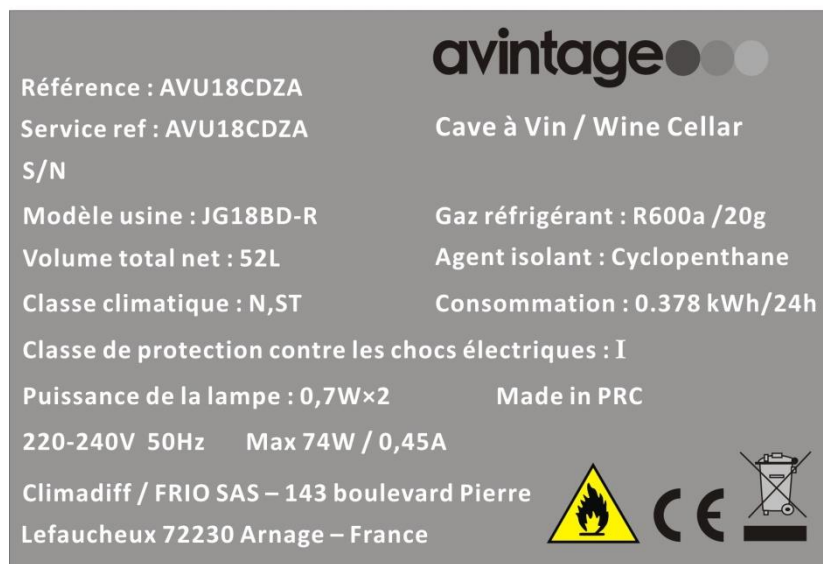 avintage
Référence : AVU18CDZA
Service ref : AVU18CDZA
Cave à Vin / Wine Cellar
S/N
Modèle usine : JG18BD-R
Gaz réfrigérant : R600a /20g
Volume total net : 52L
Agent isolant : Cyclopenthane
Classe climatique : N,ST
Consommation : 0.378 kWh/24h
Classe de protection contre les chocs électriques : I
Puissance de la lampe : 0,7W×2
Made in PRC
220-240V 50Hz Max 74W / 0,45A
Climadiff / FRIO SAS – 143 boulevard Pierre
Lefaucheux 72230 Arnage – France
CE